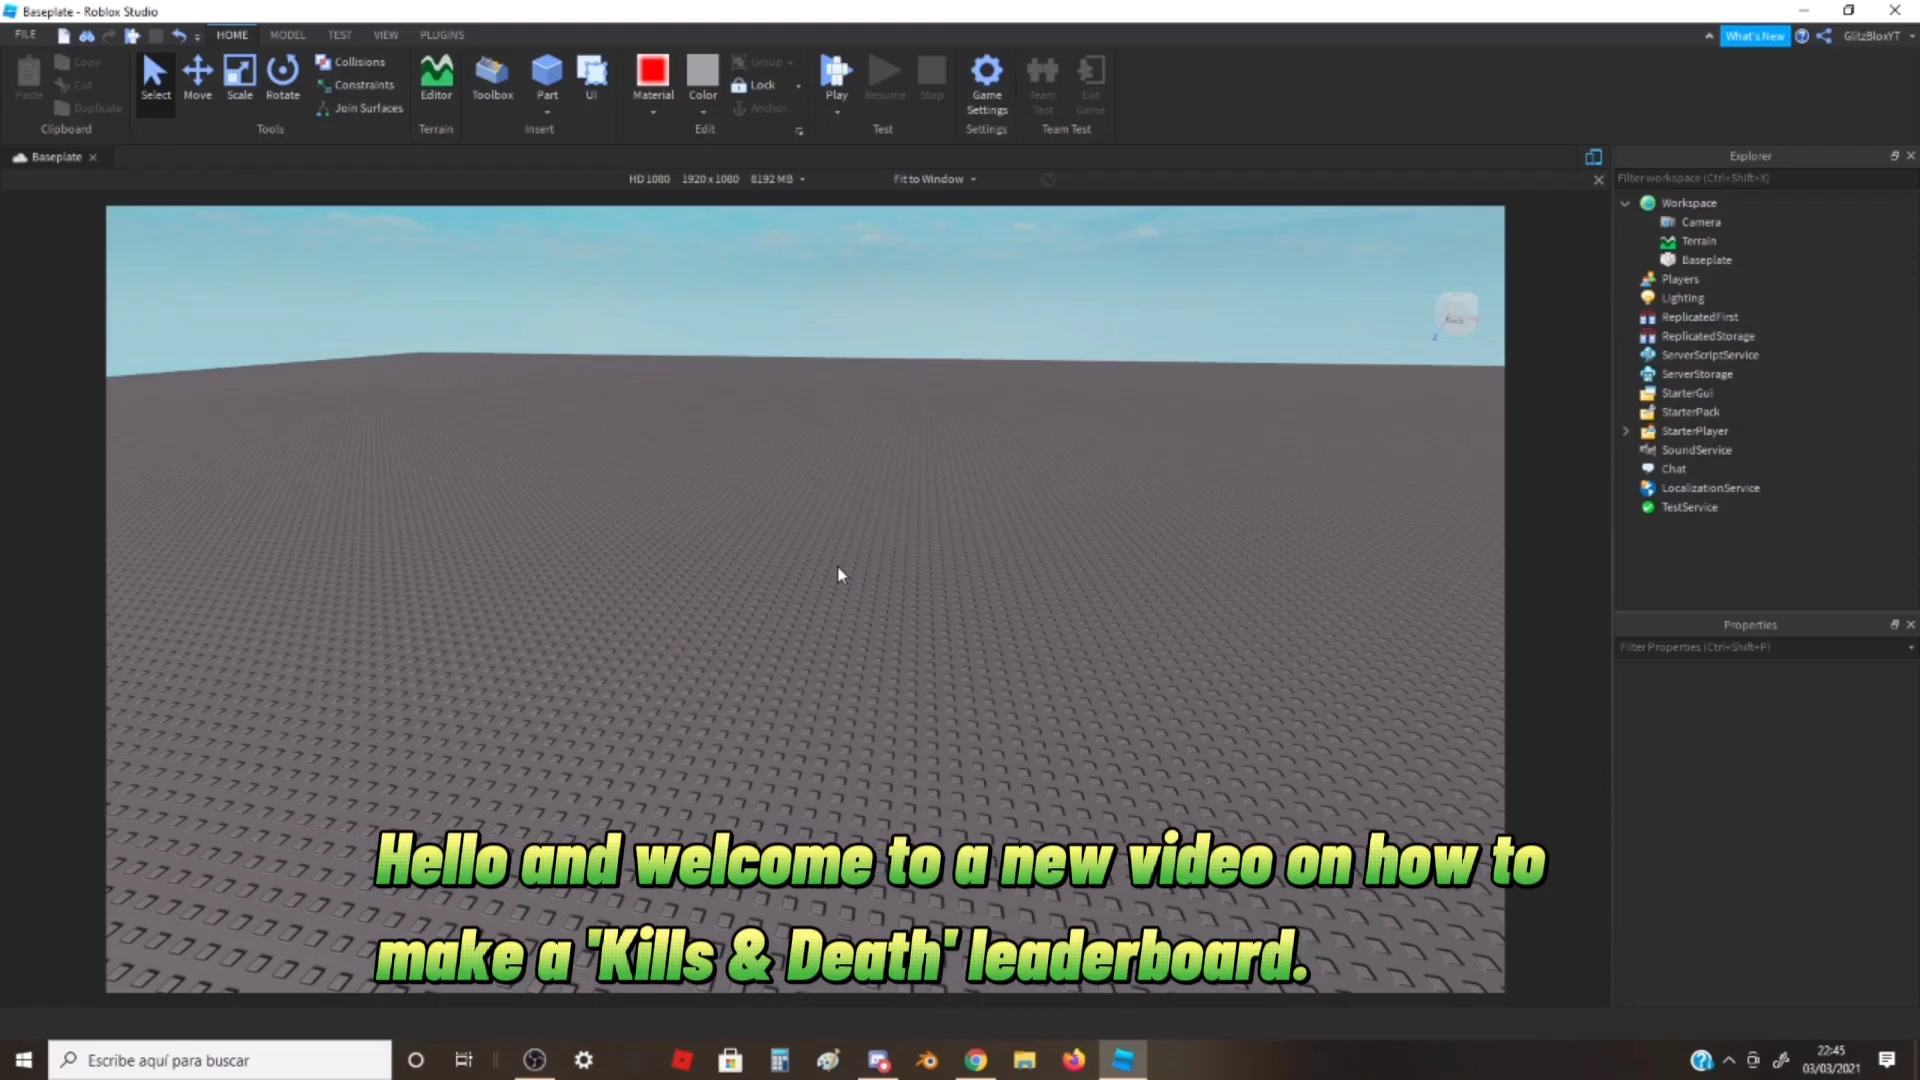 Baseplate - Roblox Studio
FILE HOME MODEL TEST VIEW PLUGINS What's New GlitzBloxYT
Paste Copy Cut Duplicate
Clipboard
Select Move Scale Rotate
Collisions
Constraints
Join Surfaces
Tools
Editor
Terrain
Toolbox Part UI
Insert
Material Color
Group
Lock
Anchor
Edit
Play Resume Stop
Test
Game Settings
Settings
Team Test
Exit Game
Team Test
Baseplate
HD 1080 1920 x 1080 8192 MB Fit to Window
Explorer
Filter workspace (Ctrl+Shift+X)
Workspace
Camera
Terrain
Baseplate
Players
Lighting
ReplicatedFirst
ReplicatedStorage
ServerScriptService
ServerStorage
StarterGui
StarterPack
StarterPlayer
SoundService
Chat
LocalizationService
TestService
Properties
Filter Properties (Ctrl+Shift+P)
Back
Z
Hello and welcome to a new video on how to
make a 'Kills & Death' leaderboard.
Escribe aquí para buscar
22:45
03/03/2021